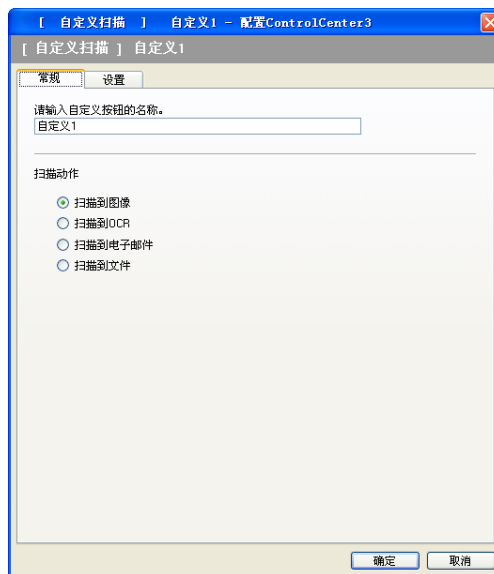 [ 自定义扫描 ] 自定义1 - 配置ControlCenter3
[ 自定义扫描 ] 自定义1
常规 设置
请输入自定义按钮的名称。
自定义1
扫描动作
扫描到图像
扫描到OCR
扫描到电子邮件
扫描到文件
确定 取消